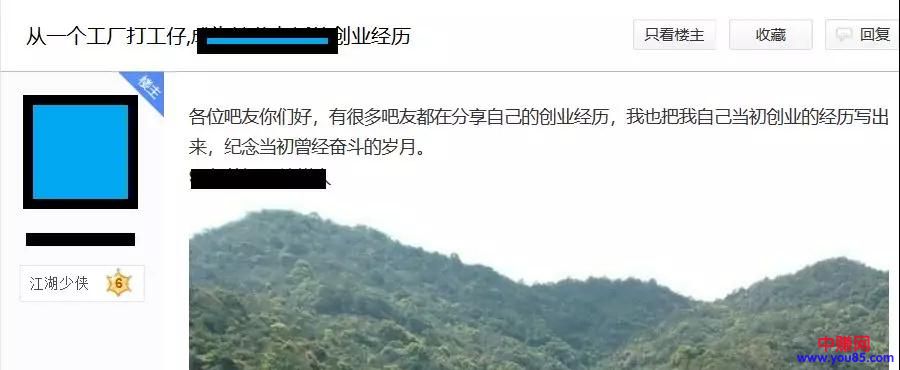 从一个工厂打工仔,创业经历
只看楼主
收藏
回复
楼主
各位吧友你们好，有很多吧友都在分享自己的创业经历，我也把我自己当初创业的经历写出
来，纪念当初曾经奋斗的岁月。
江湖少侠 6
中赚网
www.you85.com